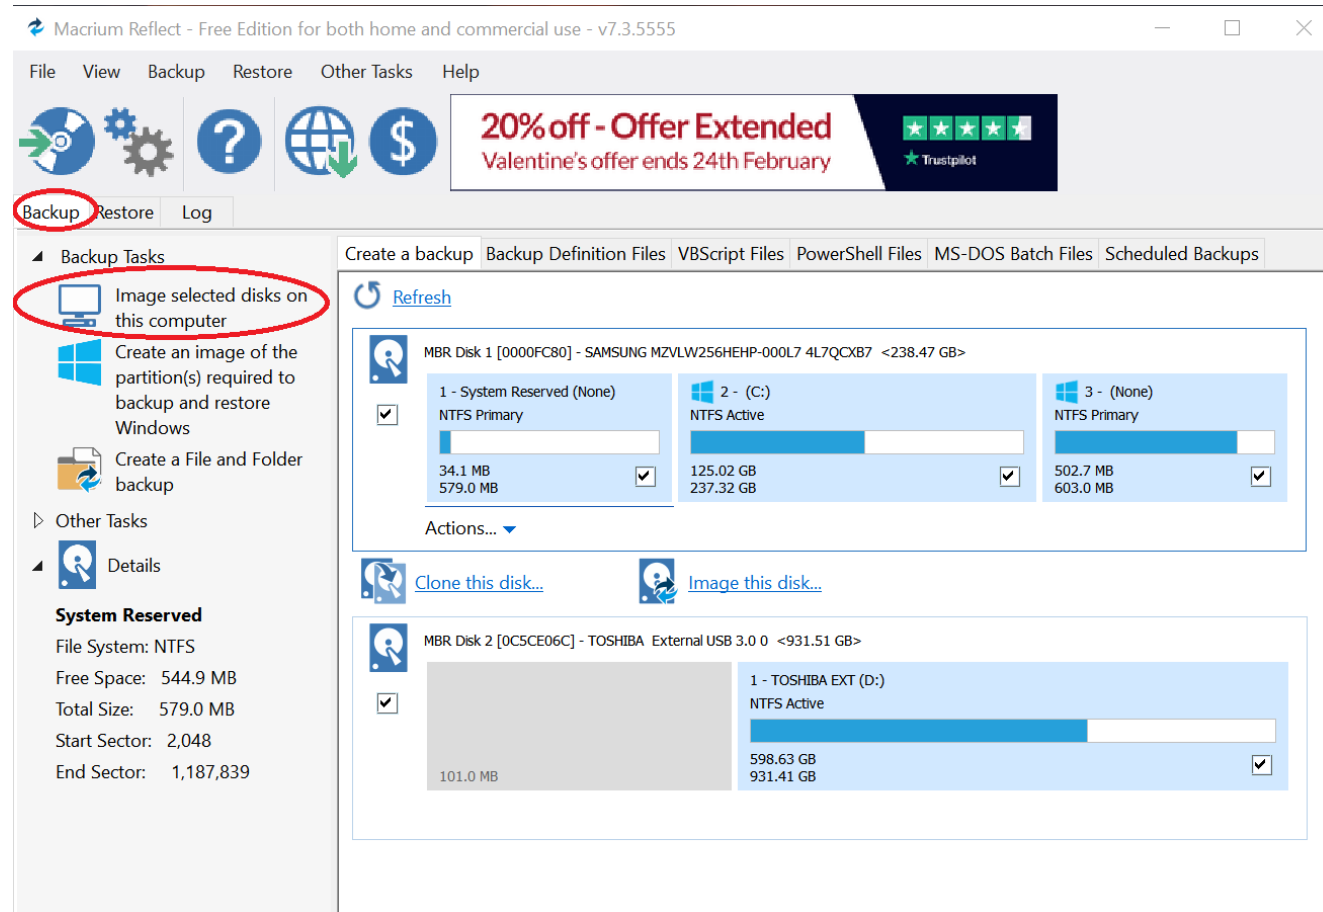 Macrium Reflect - Free Edition for both home and commercial use - v7.3.5555
File View Backup Restore Other Tasks Help
20% off - Offer Extended
Valentine's offer ends 24th February
Trustpilot
Backup Restore Log
Backup Tasks
Image selected disks on
this computer
Create an image of the
partition(s) required to
backup and restore
Windows
Create a File and Folder
backup
Other Tasks
Details
System Reserved
File System: NTFS
Free Space: 544.9 MB
Total Size: 579.0 MB
Start Sector: 2,048
End Sector: 1,187,839
Create a backup Backup Definition Files VBScript Files PowerShell Files MS-DOS Batch Files Scheduled Backups
Refresh
MBR Disk 1 [0000FC80] - SAMSUNG MZVLW256HEHP-000L7 4L7QCXB7 <238.47 GB>
1 - System Reserved (None)
NTFS Primary
34.1 MB
579.0 MB
2 - (C:)
NTFS Active
125.02 GB
237.32 GB
3 - (None)
NTFS Primary
502.7 MB
603.0 MB
Actions...
Clone this disk... Image this disk...
MBR Disk 2 [0C5CE06C] - TOSHIBA External USB 3.0 0 <931.51 GB>
101.0 MB
1 - TOSHIBA EXT (D:)
NTFS Active
598.63 GB
931.41 GB